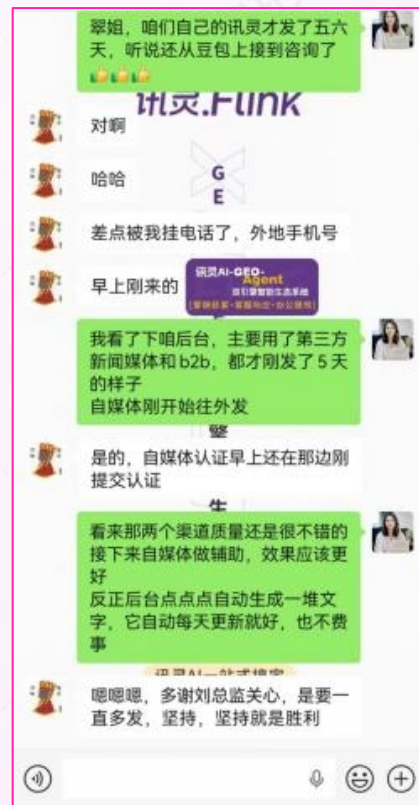 翠姐，咱们自己的讯灵才发了五六
天，听说还从豆包上接到咨询了
👍👍👍
讯灵.Flink
对啊
哈哈
G
E
差点被我挂电话了，外地手机号
早上刚来的
讯灵AI-GEO-
Agent
我看了下咱后台，主要用了第三方
新闻媒体和b2b，都才刚发了5天
的样子
自媒体刚开始往外发
擎
是的，自媒体认证早上还在那边刚
提交认证
生
看来那两个渠道质量还是很不错的
接下来自媒体做辅助，效果应该更
好
反正后台点点点自动生成一堆文
字，它自动每天更新就好，也不费
事
嗯嗯嗯，多谢刘总监关心，是要一
直多发，坚持，坚持就是胜利